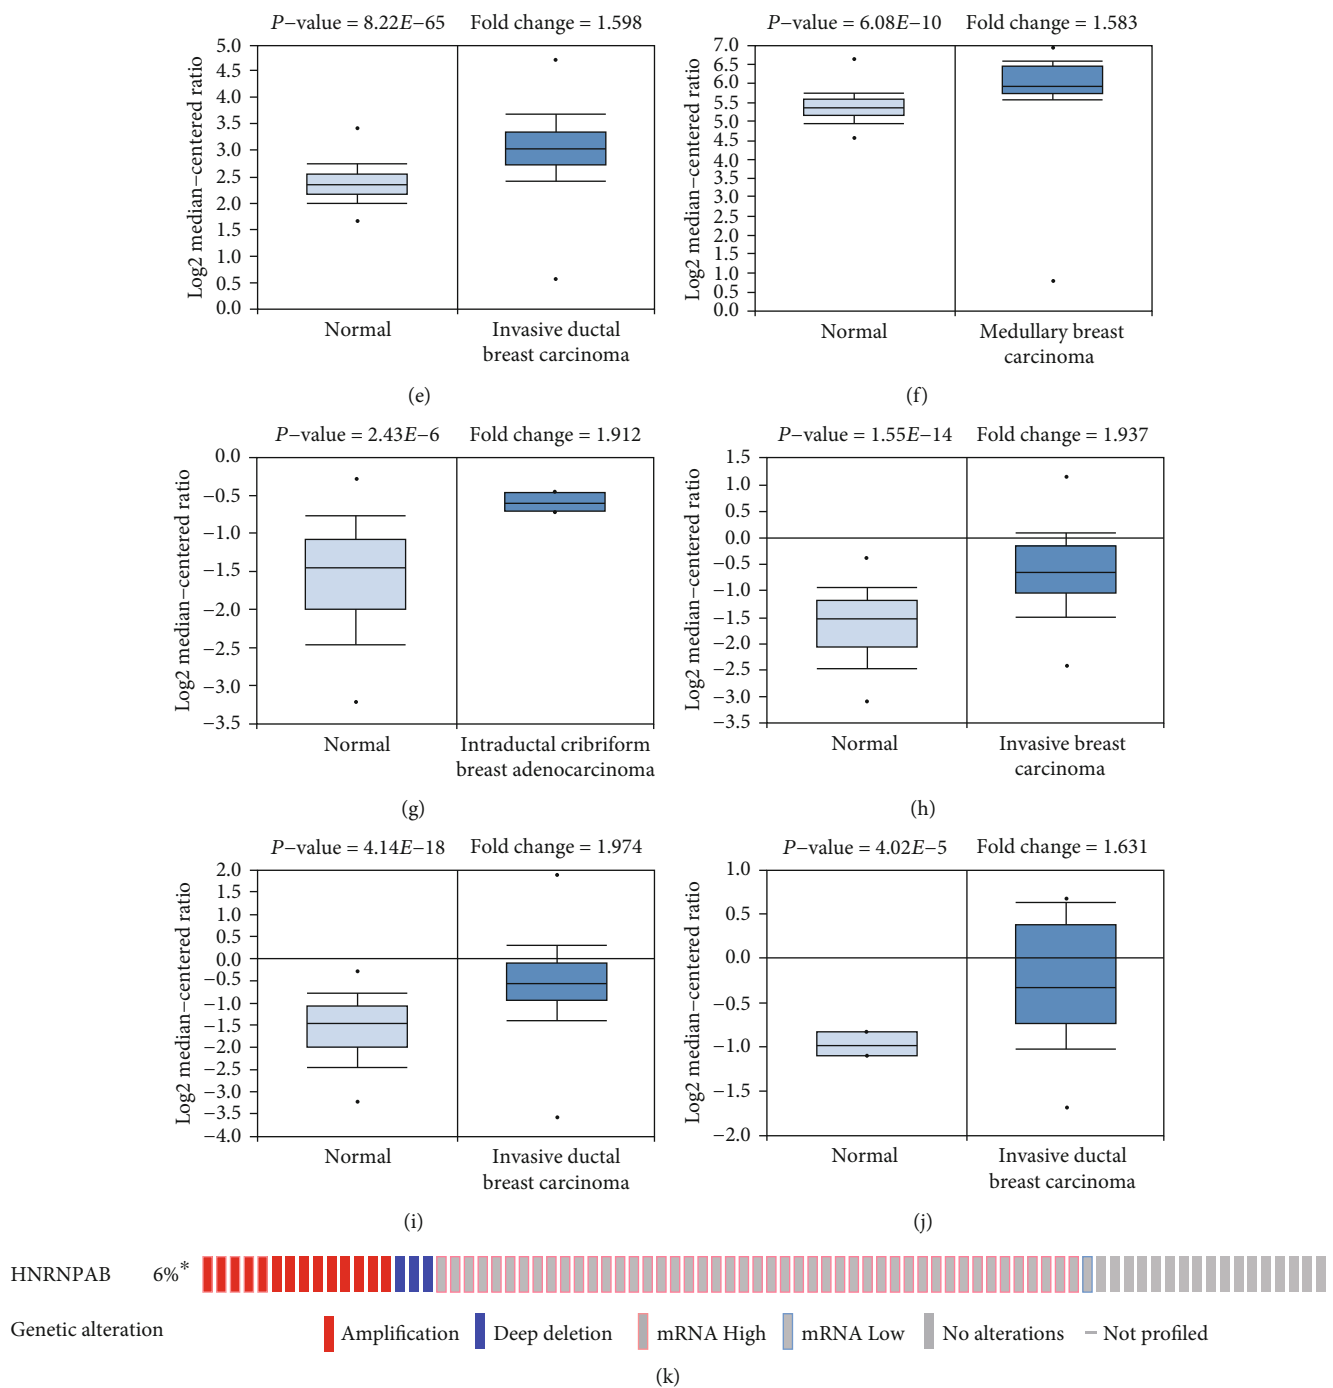 P–value = 8.22E–65 Fold change = 1.598
Log2 median–centered ratio
5.0
4.5
4.0
3.5
3.0
2.5
2.0
1.5
1.0
0.5
0.0
Normal
Invasive ductal
breast carcinoma
(e)
P–value = 6.08E–10 Fold change = 1.583
Log2 median–centered ratio
7.0
6.5
6.0
5.5
5.0
4.5
4.0
3.5
3.0
2.5
2.0
1.5
1.0
0.5
0.0
Normal
Medullary breast
carcinoma
(f)
P–value = 2.43E–6 Fold change = 1.912
Log2 median–centered ratio
0.0
−0.5
−1.0
−1.5
−2.0
−2.5
−3.0
−3.5
Normal
Intraductal cribriform
breast adenocarcinoma
(g)
P–value = 1.55E–14 Fold change = 1.937
Log2 median–centered ratio
1.5
1.0
0.5
0.0
−0.5
−1.0
−1.5
−2.0
−2.5
−3.0
−3.5
Normal
Invasive breast
carcinoma
(h)
P–value = 4.14E–18 Fold change = 1.974
Log2 median–centered ratio
2.0
1.5
1.0
0.5
0.0
−0.5
−1.0
−1.5
−2.0
−2.5
−3.0
−3.5
−4.0
Normal
Invasive ductal
breast carcinoma
(i)
P–value = 4.02E–5 Fold change = 1.631
Log2 median–centered ratio
1.0
0.5
0.0
−0.5
−1.0
−1.5
−2.0
Normal
Invasive ductal
breast carcinoma
(j)
HNRNPAB 6%*
Genetic alteration Amplification Deep deletion mRNA High mRNA Low No alterations Not profiled
(k)